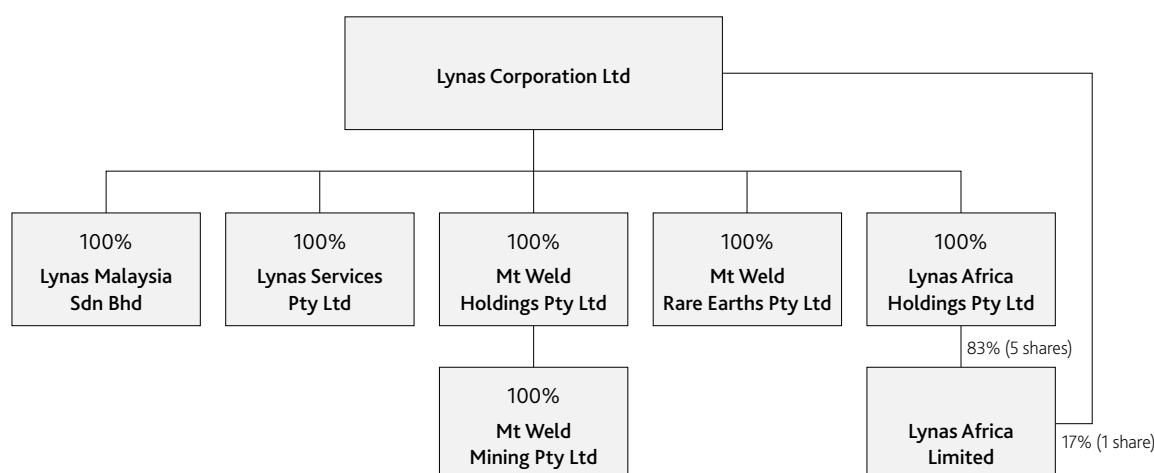 Lynas Corporation Ltd
100%
Lynas Malaysia
Sdn Bhd
100%
Lynas Services
Pty Ltd
100%
Mt Weld
Holdings Pty Ltd
100%
Mt Weld
Rare Earths Pty Ltd
100%
Lynas Africa
Holdings Pty Ltd
83% (5 shares)
100%
Mt Weld
Mining Pty Ltd
Lynas Africa
Limited
17% (1 share)